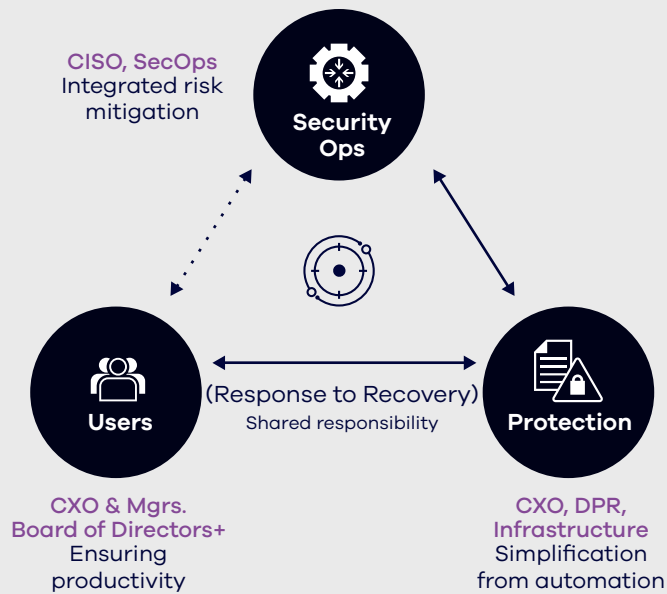 CISO, SecOps
Integrated risk
mitigation
Security
Ops
Users
(Response to Recovery)
Shared responsibility
Protection
CXO & Mgrs.
Board of Directors+
Ensuring
productivity
CXO, DPR,
Infrastructure
Simplification
from automation